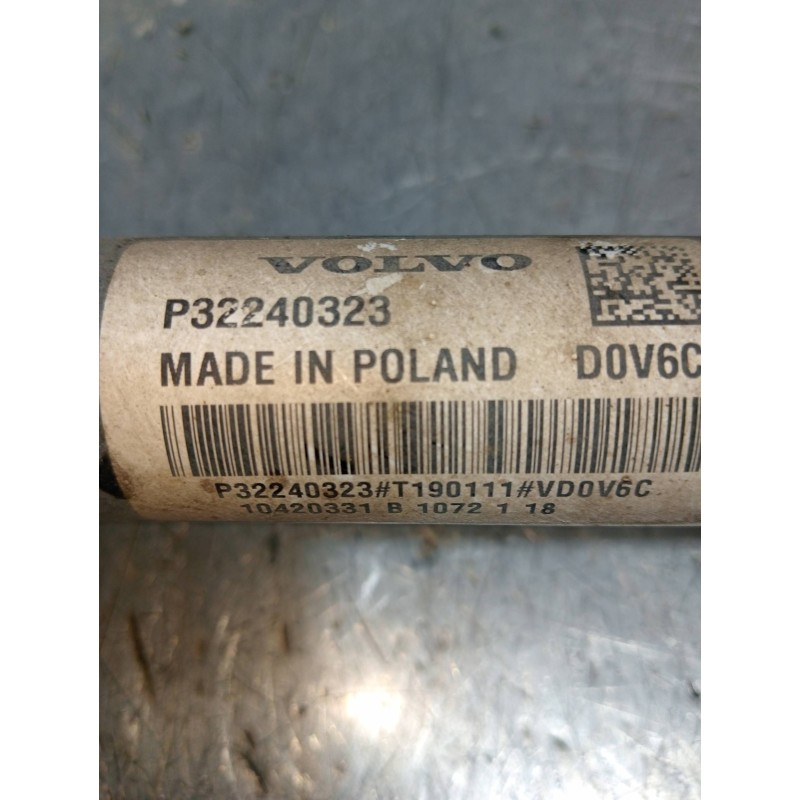 VOLVO
P32240323
MADE IN POLAND D0V6C
P32240323#T190111#VD0V6C
10420331 B 1072 1 18